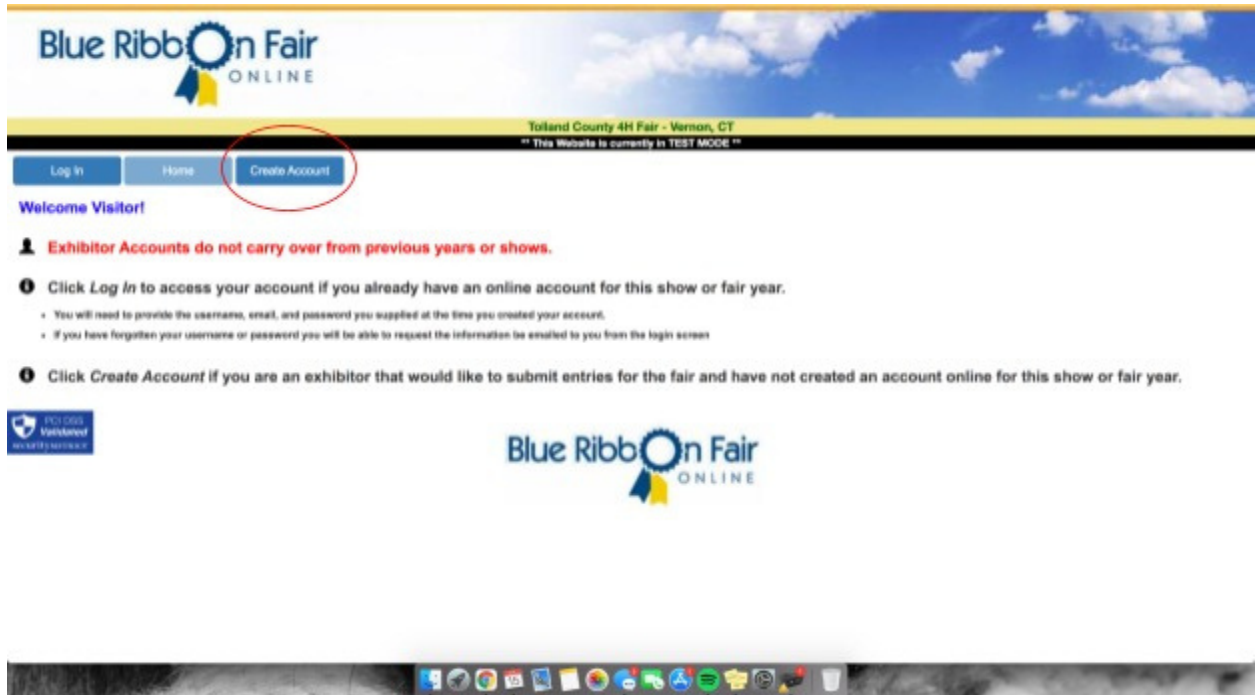 Blue Ribbon Fair
ONLINE
Tolland County 4H Fair - Vernon, CT
** This Website is currently in TEST MODE **
Log In Home Create Account
Welcome Visitor!
Exhibitor Accounts do not carry over from previous years or shows.
Click Log In to access your account if you already have an online account for this show or fair year.
• You will need to provide the username, email, and password you supplied at the time you created your account.
• If you have forgotten your username or password you will be able to request the information be emailed to you from the login screen
Click Create Account if you are an exhibitor that would like to submit entries for the fair and have not created an account online for this show or fair year.
PCI DSS
Validated
Blue Ribbon Fair
ONLINE